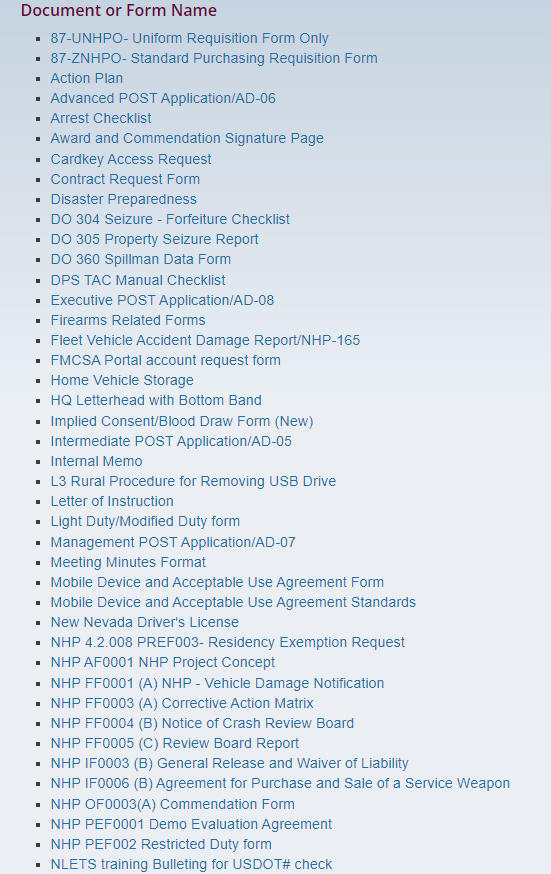 Document or Form Name
87-UNHPO- Uniform Requisition Form Only
87-ZNHPO- Standard Purchasing Requisition Form
Action Plan
Advanced POST Application/AD-06
Arrest Checklist
Award and Commendation Signature Page
Cardkey Access Request
Contract Request Form
Disaster Preparedness
DO 304 Seizure - Forfeiture Checklist
DO 305 Property Seizure Report
DO 360 Spillman Data Form
DPS TAC Manual Checklist
Executive POST Application/AD-08
Firearms Related Forms
Fleet Vehicle Accident Damage Report/NHP-165
FMCSA Portal account request form
Home Vehicle Storage
HQ Letterhead with Bottom Band
Implied Consent/Blood Draw Form (New)
Intermediate POST Application/AD-05
Internal Memo
L3 Rural Procedure for Removing USB Drive
Letter of Instruction
Light Duty/Modified Duty form
Management POST Application/AD-07
Meeting Minutes Format
Mobile Device and Acceptable Use Agreement Form
Mobile Device and Acceptable Use Agreement Standards
New Nevada Driver's License
NHP 4.2.008 PREF003- Residency Exemption Request
NHP AF0001 NHP Project Concept
NHP FF0001 (A) NHP - Vehicle Damage Notification
NHP FF0003 (A) Corrective Action Matrix
NHP FF0004 (B) Notice of Crash Review Board
NHP FF0005 (C) Review Board Report
NHP IF0003 (B) General Release and Waiver of Liability
NHP IF0006 (B) Agreement for Purchase and Sale of a Service Weapon
NHP OF0003(A) Commendation Form
NHP PEF0001 Demo Evaluation Agreement
NHP PEF002 Restricted Duty form
NLETS training Bulleting for USDOT# check